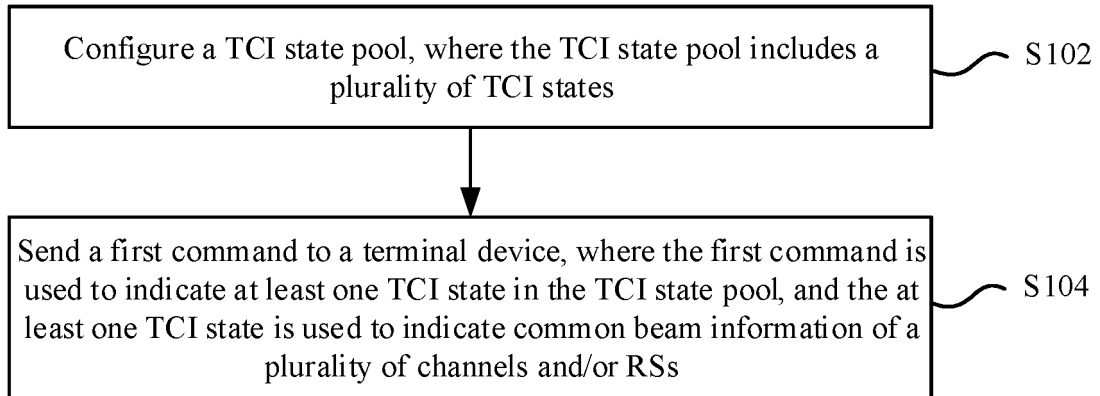 Configure a TCI state pool, where the TCI state pool includes a
plurality of TCI states
S102
Send a first command to a terminal device, where the first command is
used to indicate at least one TCI state in the TCI state pool, and the at
least one TCI state is used to indicate common beam information of a
plurality of channels and/or RSs
S104